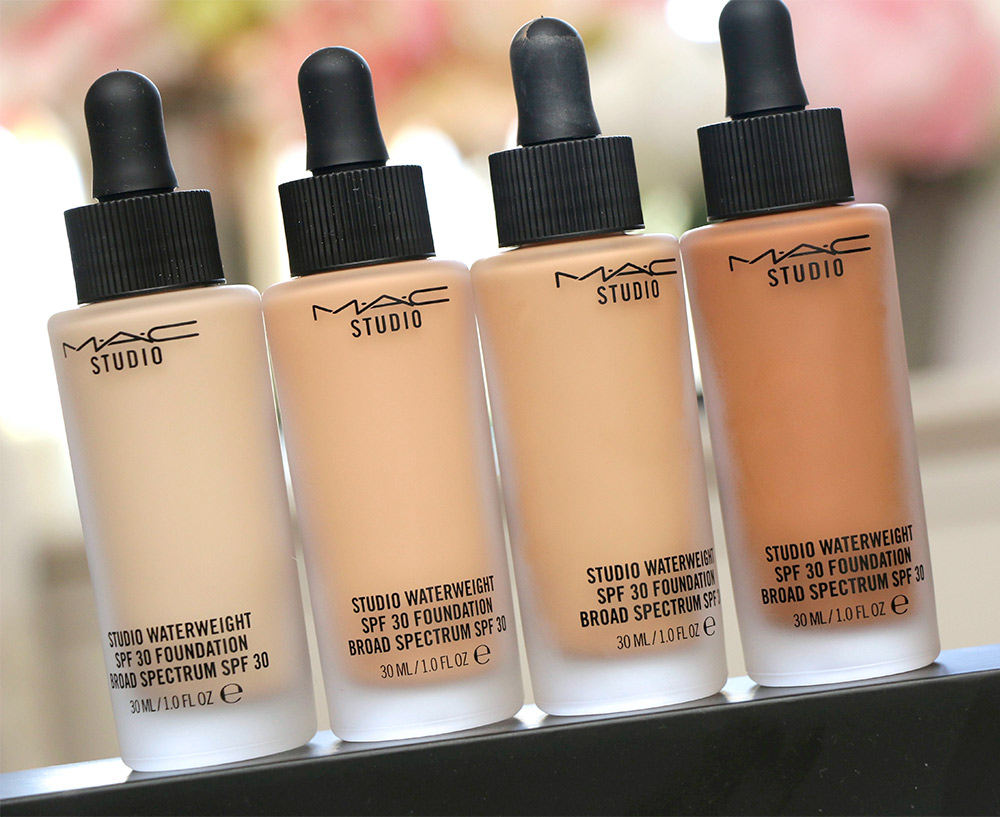 M·A·C
STUDIO
STUDIO WATERWEIGHT
SPF 30 FOUNDATION
BROAD SPECTRUM SPF 30
30 ML / 1.0 FL OZ ℮
M·A·C
STUDIO
STUDIO WATERWEIGHT
SPF 30 FOUNDATION
BROAD SPECTRUM SPF 30
30 ML / 1.0 FL OZ ℮
M·A·C
STUDIO
STUDIO WATERWEIGHT
SPF 30 FOUNDATION
BROAD SPECTRUM SPF 3
30 ML / 1.0 FL OZ ℮
M·A·C
STUDIO
STUDIO WATERWEIGHT
SPF 30 FOUNDATION
BROAD SPECTRUM SPF 30
30 ML / 1.0 FL OZ ℮